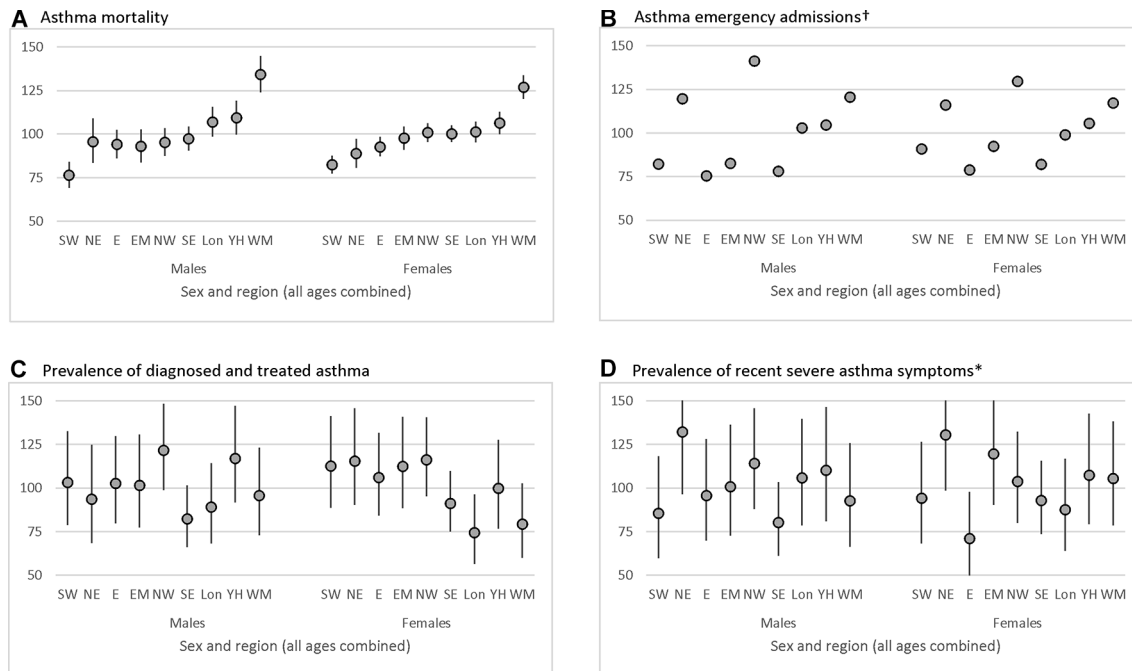 A Asthma mortality
150
125
100
75
50
SW NE E EM NW SE Lon YH WM SW NE E EM NW SE Lon YH WM
Males Females
Sex and region (all ages combined)
B Asthma emergency admissions†
150
125
100
75
50
SW NE E EM NW SE Lon YH WM SW NE E EM NW SE Lon YH WM
Males Females
Sex and region (all ages combined)
C Prevalence of diagnosed and treated asthma
150
125
100
75
50
SW NE E EM NW SE Lon YH WM SW NE E EM NW SE Lon YH WM
Males Females
Sex and region (all ages combined)
D Prevalence of recent severe asthma symptoms*
150
125
100
75
50
SW NE E EM NW SE Lon YH WM SW NE E EM NW SE Lon YH WM
Males Females
Sex and region (all ages combined)